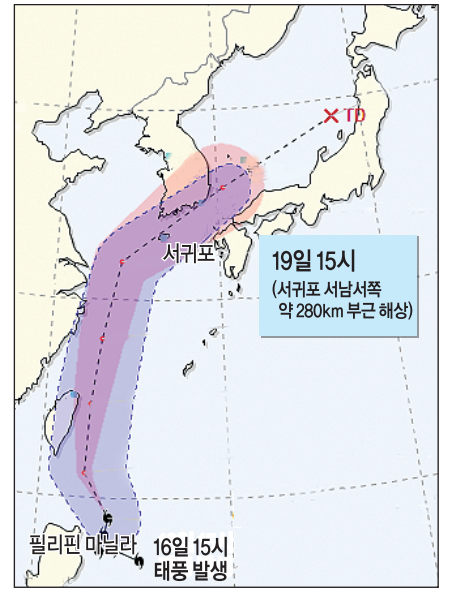 TD
서귀포
19일 15시
(서귀포 서남서쪽
약 280km 부근 해상)
필리핀 마닐라
16일 15시
태풍 발생